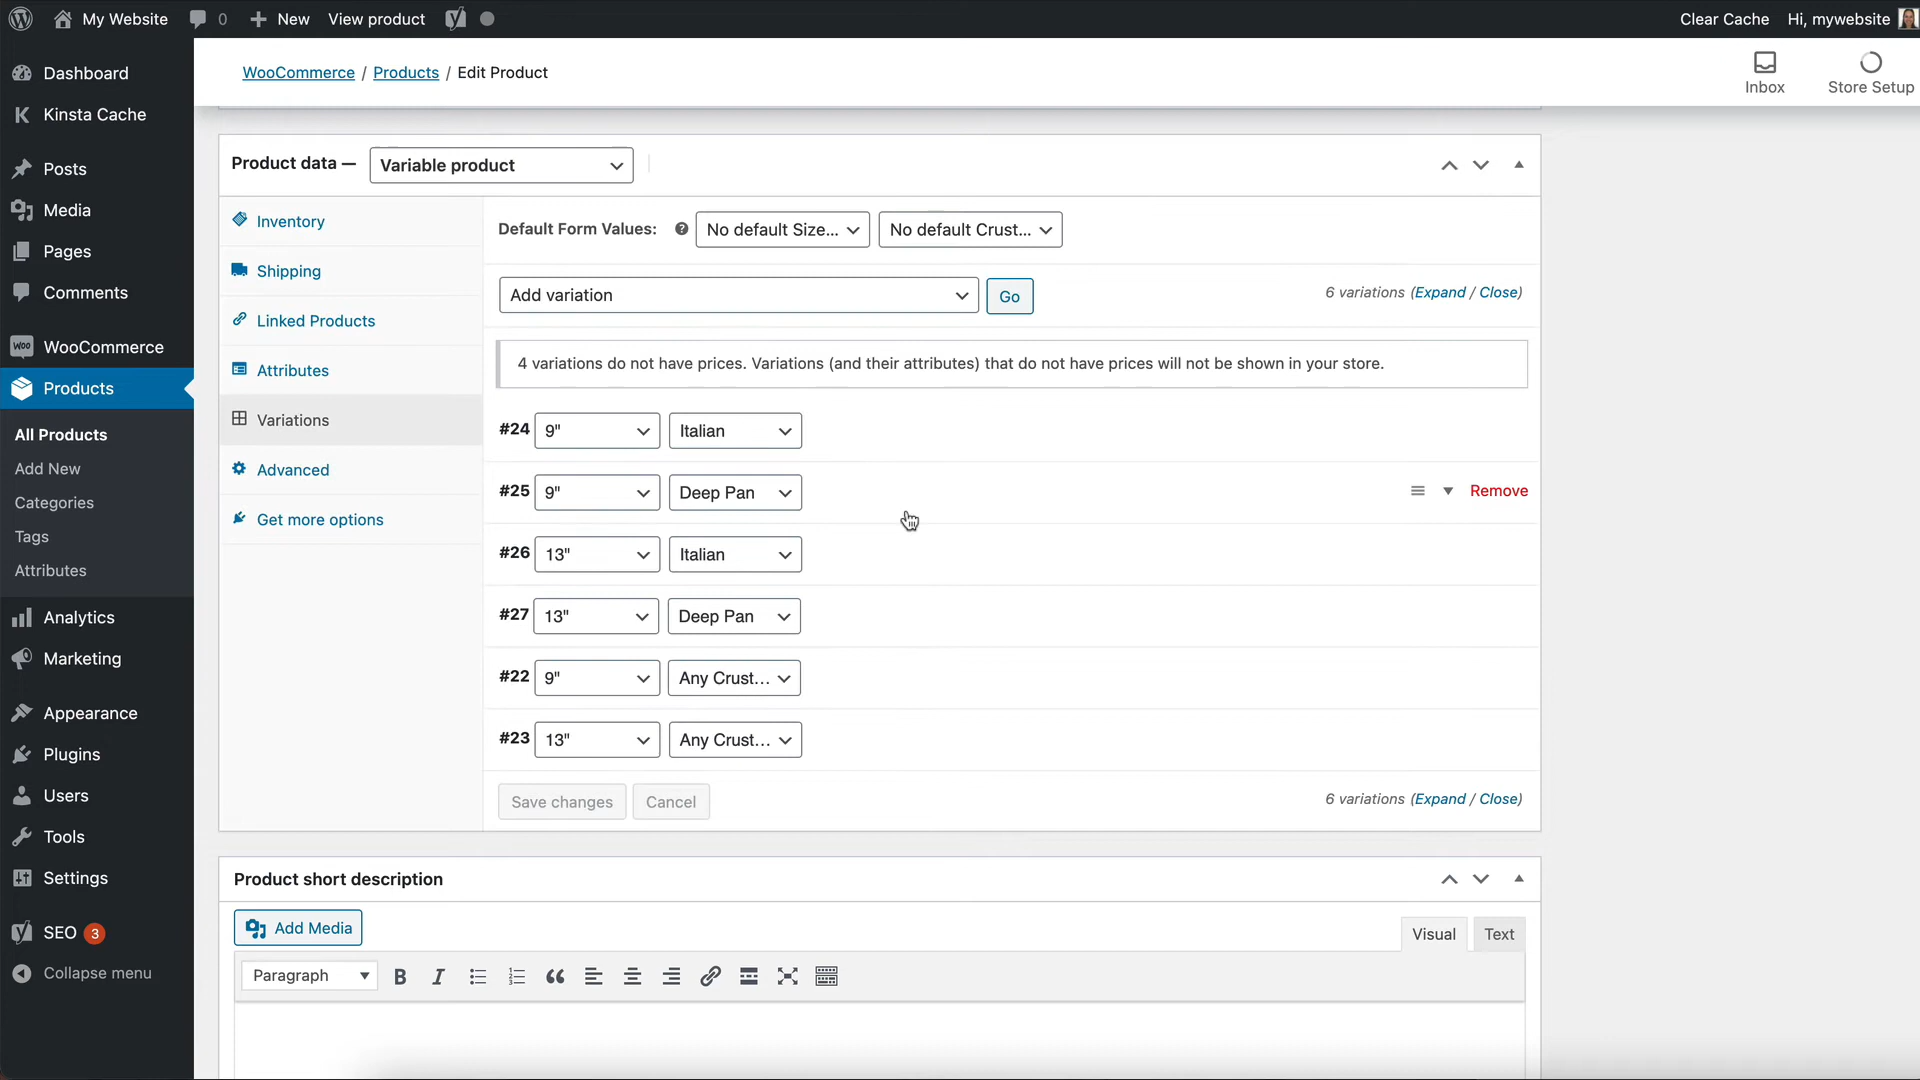 My Website 0 New View product Clear Cache Hi, mywebsite
Dashboard
Kinsta Cache
Posts
Media
Pages
Comments
WooCommerce
Products
All Products
Add New
Categories
Tags
Attributes
Analytics
Marketing
Appearance
Plugins
Users
Tools
Settings
SEO 3
Collapse menu
WooCommerce / Products / Edit Product
Inbox
Store Setup
Product data — Variable product
Inventory
Shipping
Linked Products
Attributes
Variations
Advanced
Get more options
Default Form Values: No default Size... No default Crust...
Add variation Go 6 variations (Expand / Close)
4 variations do not have prices. Variations (and their attributes) that do not have prices will not be shown in your store.
#24 9" Italian
#25 9" Deep Pan Remove
#26 13" Italian
#27 13" Deep Pan
#22 9" Any Crust...
#23 13" Any Crust...
Save changes Cancel 6 variations (Expand / Close)
Product short description
Add Media Visual Text
Paragraph